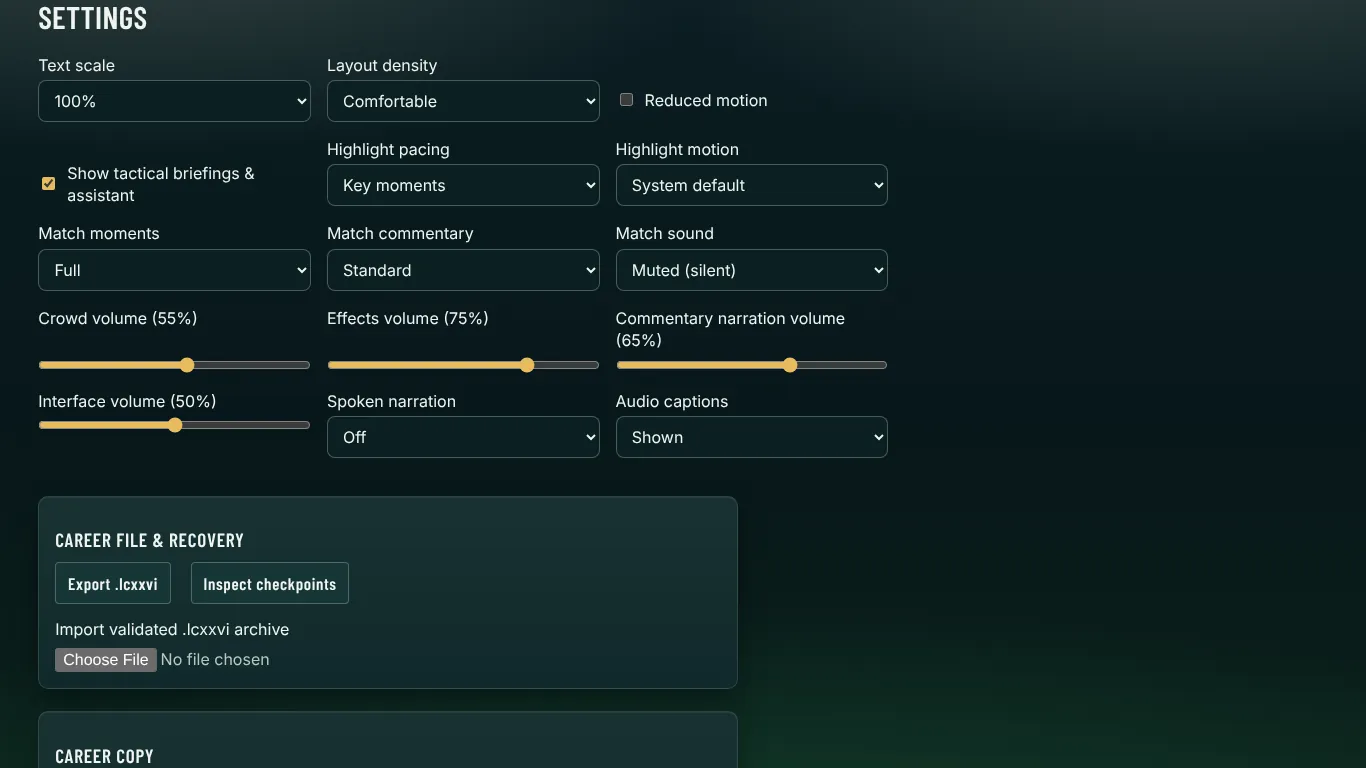 SETTINGS
Text scale
Layout density
100%
Comfortable
Reduced motion
Show tactical briefings &
assistant
Highlight pacing
Highlight motion
Key moments
System default
Match moments
Match commentary
Match sound
Full
Standard
Muted (silent)
Crowd volume (55%)
Effects volume (75%)
Commentary narration volume
(65%)
Interface volume (50%)
Spoken narration
Audio captions
Off
Shown
CAREER FILE & RECOVERY
Export .lcxxvi
Inspect checkpoints
Import validated .lcxxvi archive
Choose File No file chosen
CAREER COPY